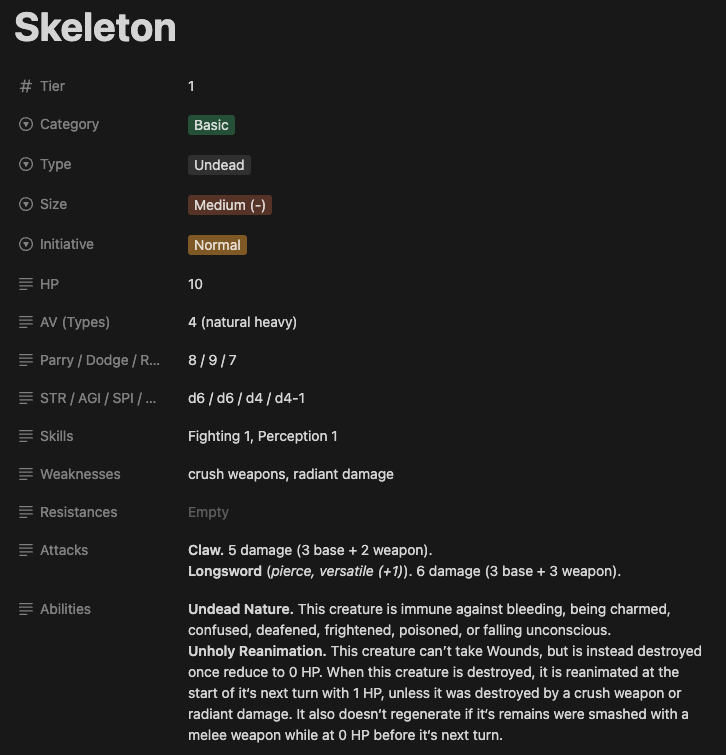 Skeleton
Tier 1
Category Basic
Type Undead
Size Medium (-)
Initiative Normal
HP 10
AV (Types) 4 (natural heavy)
Parry / Dodge / R... 8 / 9 / 7
STR / AGI / SPI / ... d6 / d6 / d4 / d4-1
Skills Fighting 1, Perception 1
Weaknesses crush weapons, radiant damage
Resistances Empty
Attacks Claw. 5 damage (3 base + 2 weapon).
Longsword (pierce, versatile (+1)). 6 damage (3 base + 3 weapon).
Abilities Undead Nature. This creature is immune against bleeding, being charmed,
confused, deafened, frightened, poisoned, or falling unconscious.
Unholy Reanimation. This creature can’t take Wounds, but is instead destroyed
once reduce to 0 HP. When this creature is destroyed, it is reanimated at the
start of it’s next turn with 1 HP, unless it was destroyed by a crush weapon or
radiant damage. It also doesn’t regenerate if it’s remains were smashed with a
melee weapon while at 0 HP before it’s next turn.